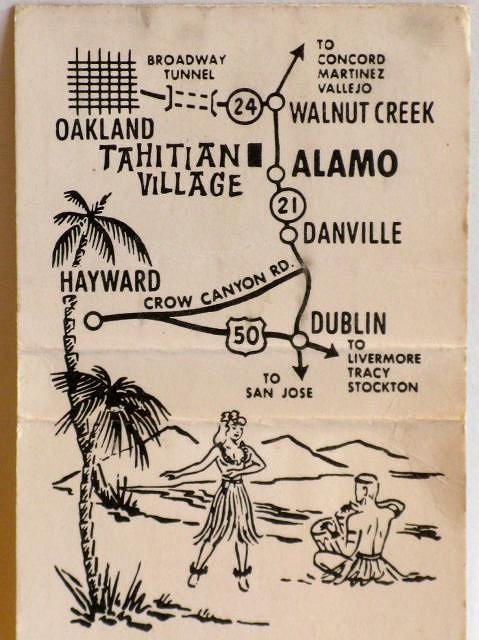 BROADWAY
TUNNEL
TO
CONCORD
MARTINEZ
VALLEJO
24
WALNUT CREEK
OAKLAND
TAHITIAN
VILLAGE
ALAMO
21
DANVILLE
HAYWARD
CROW CANYON RD.
50
DUBLIN
TO
LIVERMORE
TRACY
STOCKTON
TO
SAN JOSE